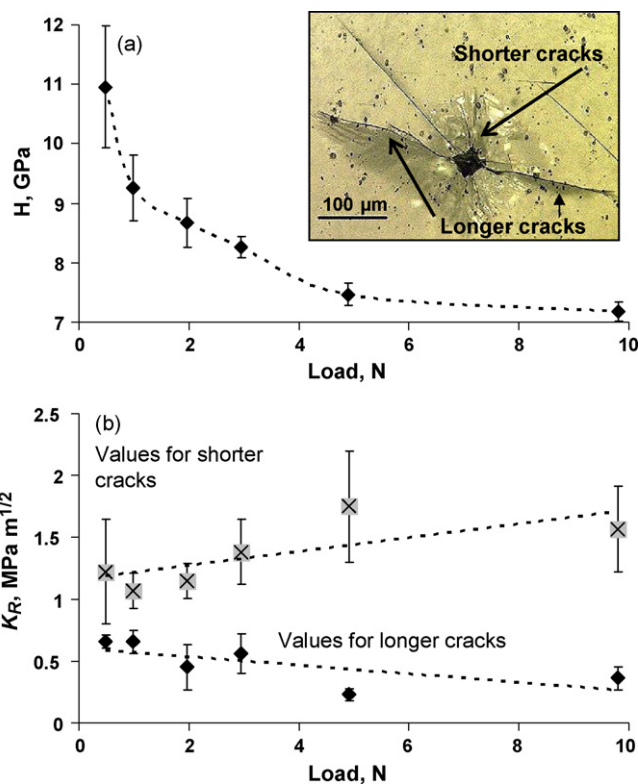 (a)
12
11
10
9
8
7
H, GPa
0 2 4 6 8 10
Load, N
Shorter cracks
100 µm
Longer cracks
(b)
2.5
2
1.5
1
0.5
0
K_R, MPa m^1/2
Values for shorter
cracks
Values for longer cracks
0 2 4 6 8 10
Load, N